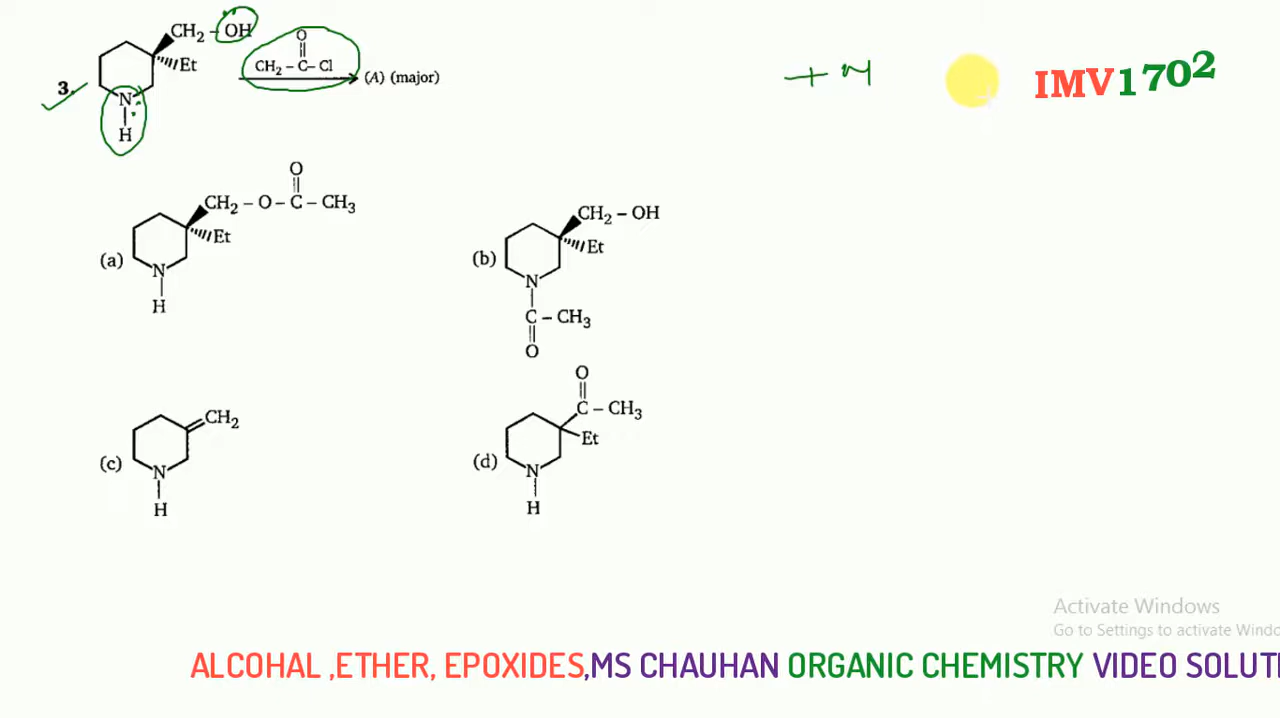 3.
CH2 – OH
Et
N
H
O
CH2 – C – Cl
(A) (major)
+ M
IMV1702
(a)
O
CH2 – O – C – CH3
Et
N
H
(b)
CH2 – OH
Et
N
C – CH3
O
(c)
CH2
N
H
(d)
O
C – CH3
Et
N
H
Activate Windows
Go to Settings to activate Windo
ALCOHAL ,ETHER, EPOXIDES,MS CHAUHAN ORGANIC CHEMISTRY VIDEO SOLUTI